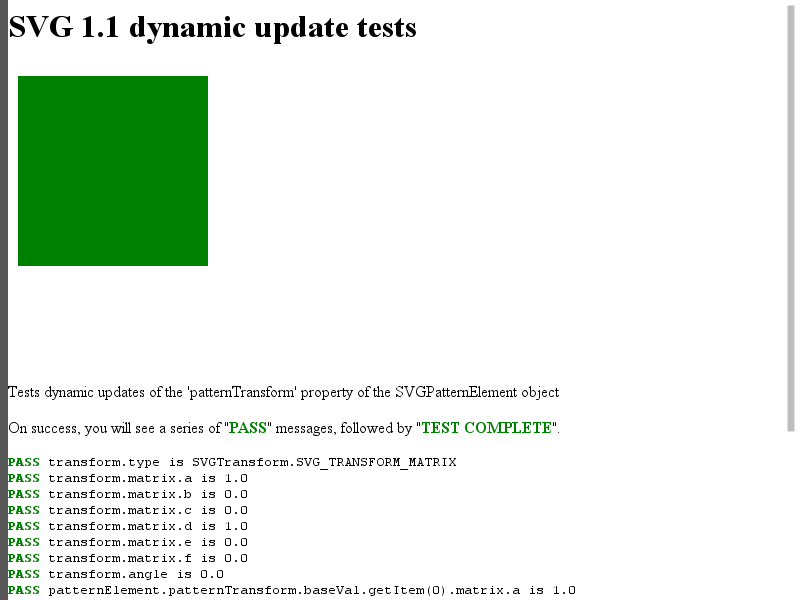 SVG 1.1 dynamic update tests
Tests dynamic updates of the 'patternTransform' property of the SVGPatternElement object
On success, you will see a series of "PASS" messages, followed by "TEST COMPLETE".
PASS transform.type is SVGTransform.SVG_TRANSFORM_MATRIX
PASS transform.matrix.a is 1.0
PASS transform.matrix.b is 0.0
PASS transform.matrix.c is 0.0
PASS transform.matrix.d is 1.0
PASS transform.matrix.e is 0.0
PASS transform.matrix.f is 0.0
PASS transform.angle is 0.0
PASS patternElement.patternTransform.baseVal.getItem(0).matrix.a is 1.0